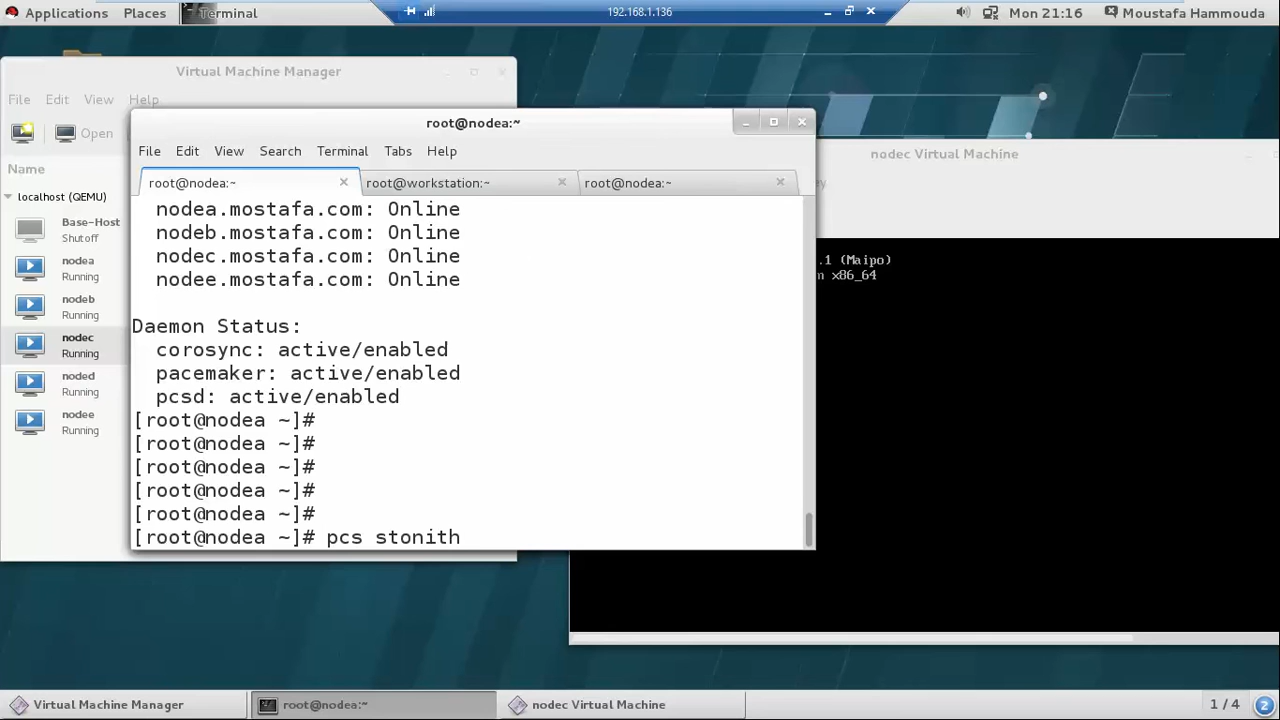 Applications Places Terminal 192.168.1.136 Mon 21:16 Moustafa Hammouda
Virtual Machine Manager
File Edit View Help
Open
Name
localhost (QEMU)
Base-Host
Shutoff
nodea
Running
nodeb
Running
nodec
Running
noded
Running
nodee
Running
root@nodea:~
File Edit View Search Terminal Tabs Help
root@nodea:~ root@workstation:~ root@nodea:~
nodea.mostafa.com: Online
nodeb.mostafa.com: Online
nodec.mostafa.com: Online
nodee.mostafa.com: Online
Daemon Status:
corosync: active/enabled
pacemaker: active/enabled
pcsd: active/enabled
[root@nodea ~]#
[root@nodea ~]#
[root@nodea ~]#
[root@nodea ~]#
[root@nodea ~]#
[root@nodea ~]# pcs stonith
nodec Virtual Machine
.1 (Maipo)
x86_64
Virtual Machine Manager root@nodea:~ nodec Virtual Machine 1 / 4 2